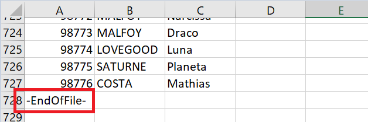 A B C D E
723 98772 MALFOY Narcissa
724 98773 MALFOY Draco
725 98774 LOVEGOOD Luna
726 98775 SATURNE Planeta
727 98776 COSTA Mathias
728 -EndOfFile-
729